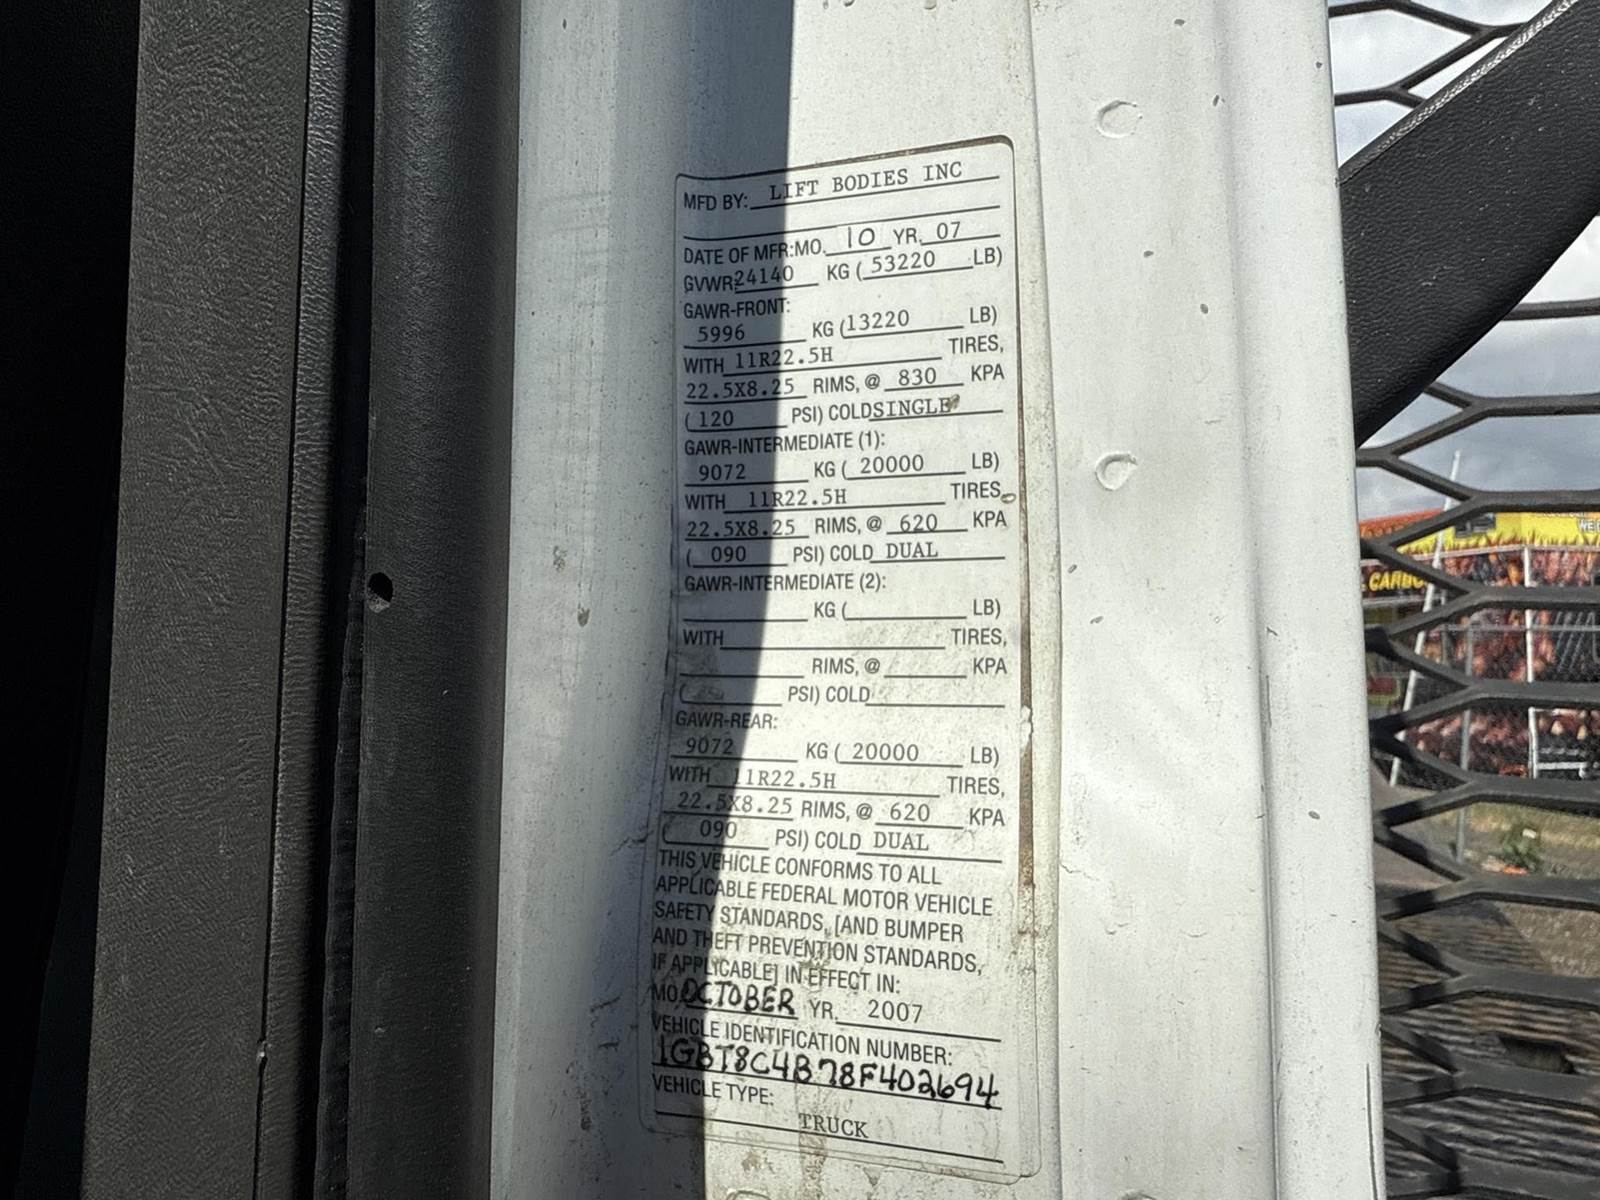 MFD BY: LIFT BODIES INC
DATE OF MFR:MO. 10 YR. 07
GVWR: 24140 KG ( 53220 LB)
GAWR-FRONT:
5996 KG (13220 LB)
WITH 11R22.5H TIRES,
22.5X8.25 RIMS, @ 830 KPA
( 120 PSI) COLD SINGLE
GAWR-INTERMEDIATE (1):
9072 KG ( 20000 LB)
WITH 11R22.5H TIRES,
22.5X8.25 RIMS, @ 620 KPA
( 090 PSI) COLD DUAL
GAWR-INTERMEDIATE (2):
KG ( LB)
WITH TIRES,
RIMS, @ KPA
( PSI) COLD
GAWR-REAR:
9072 KG ( 20000 LB)
WITH 11R22.5H TIRES,
22.5X8.25 RIMS, @ 620 KPA
( 090 PSI) COLD DUAL
THIS VEHICLE CONFORMS TO ALL
APPLICABLE FEDERAL MOTOR VEHICLE
SAFETY STANDARDS, [AND BUMPER
AND THEFT PREVENTION STANDARDS,
IF APPLICABLE] IN EFFECT IN:
MO. OCTOBER YR. 2007
VEHICLE IDENTIFICATION NUMBER:
1GBT8C4B78F402694
VEHICLE TYPE:
TRUCK